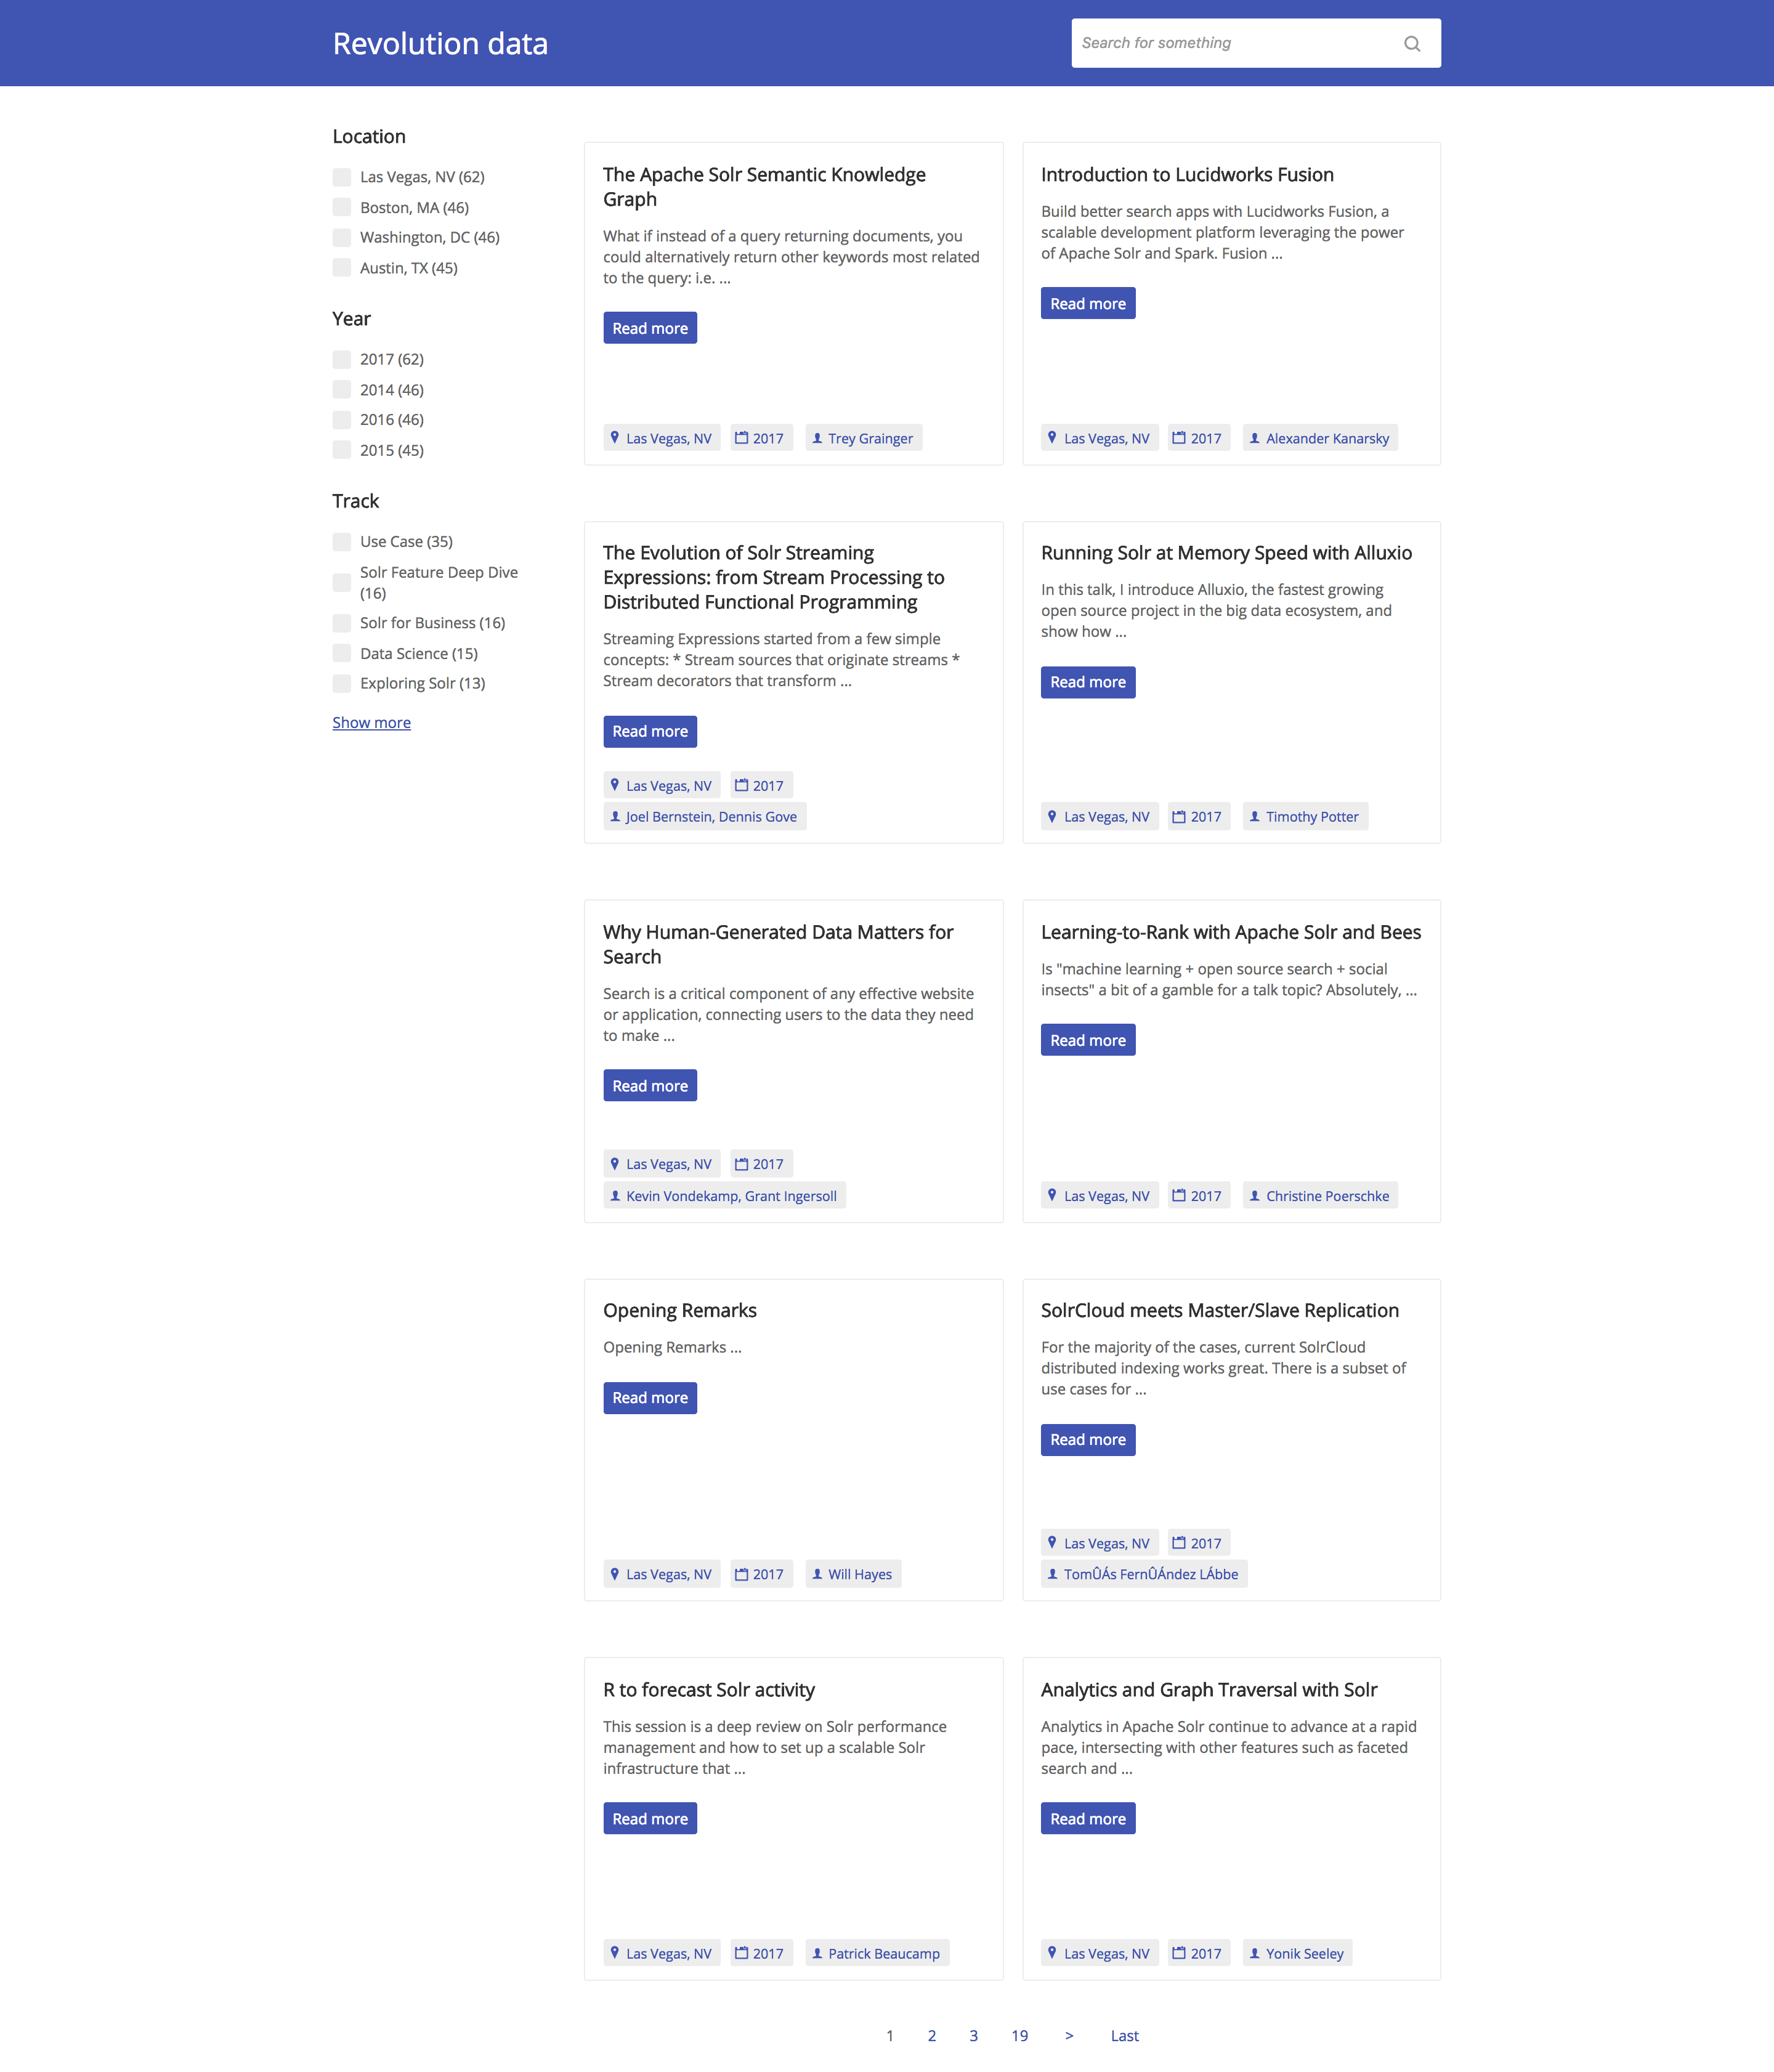 Revolution data
Search for something
Location
Las Vegas, NV (62)
Boston, MA (46)
Washington, DC (46)
Austin, TX (45)
Year
2017 (62)
2014 (46)
2016 (46)
2015 (45)
Track
Use Case (35)
Solr Feature Deep Dive
(16)
Solr for Business (16)
Data Science (15)
Exploring Solr (13)
Show more
The Apache Solr Semantic Knowledge
Graph
What if instead of a query returning documents, you
could alternatively return other keywords most related
to the query: i.e. ...
Read more
Las Vegas, NV 2017 Trey Grainger
Introduction to Lucidworks Fusion
Build better search apps with Lucidworks Fusion, a
scalable development platform leveraging the power
of Apache Solr and Spark. Fusion ...
Read more
Las Vegas, NV 2017 Alexander Kanarsky
The Evolution of Solr Streaming
Expressions: from Stream Processing to
Distributed Functional Programming
Streaming Expressions started from a few simple
concepts: * Stream sources that originate streams *
Stream decorators that transform ...
Read more
Las Vegas, NV 2017
Joel Bernstein, Dennis Gove
Running Solr at Memory Speed with Alluxio
In this talk, I introduce Alluxio, the fastest growing
open source project in the big data ecosystem, and
show how ...
Read more
Las Vegas, NV 2017 Timothy Potter
Why Human-Generated Data Matters for
Search
Search is a critical component of any effective website
or application, connecting users to the data they need
to make ...
Read more
Las Vegas, NV 2017
Kevin Vondekamp, Grant Ingersoll
Learning-to-Rank with Apache Solr and Bees
Is "machine learning + open source search + social
insects" a bit of a gamble for a talk topic? Absolutely, ...
Read more
Las Vegas, NV 2017 Christine Poerschke
Opening Remarks
Opening Remarks ...
Read more
Las Vegas, NV 2017 Will Hayes
SolrCloud meets Master/Slave Replication
For the majority of the cases, current SolrCloud
distributed indexing works great. There is a subset of
use cases for ...
Read more
Las Vegas, NV 2017
TomÛÁs FernÛÁndez LÁbbe
R to forecast Solr activity
This session is a deep review on Solr performance
management and how to set up a scalable Solr
infrastructure that ...
Read more
Las Vegas, NV 2017 Patrick Beaucamp
Analytics and Graph Traversal with Solr
Analytics in Apache Solr continue to advance at a rapid
pace, intersecting with other features such as faceted
search and ...
Read more
Las Vegas, NV 2017 Yonik Seeley
1 2 3 19 > Last